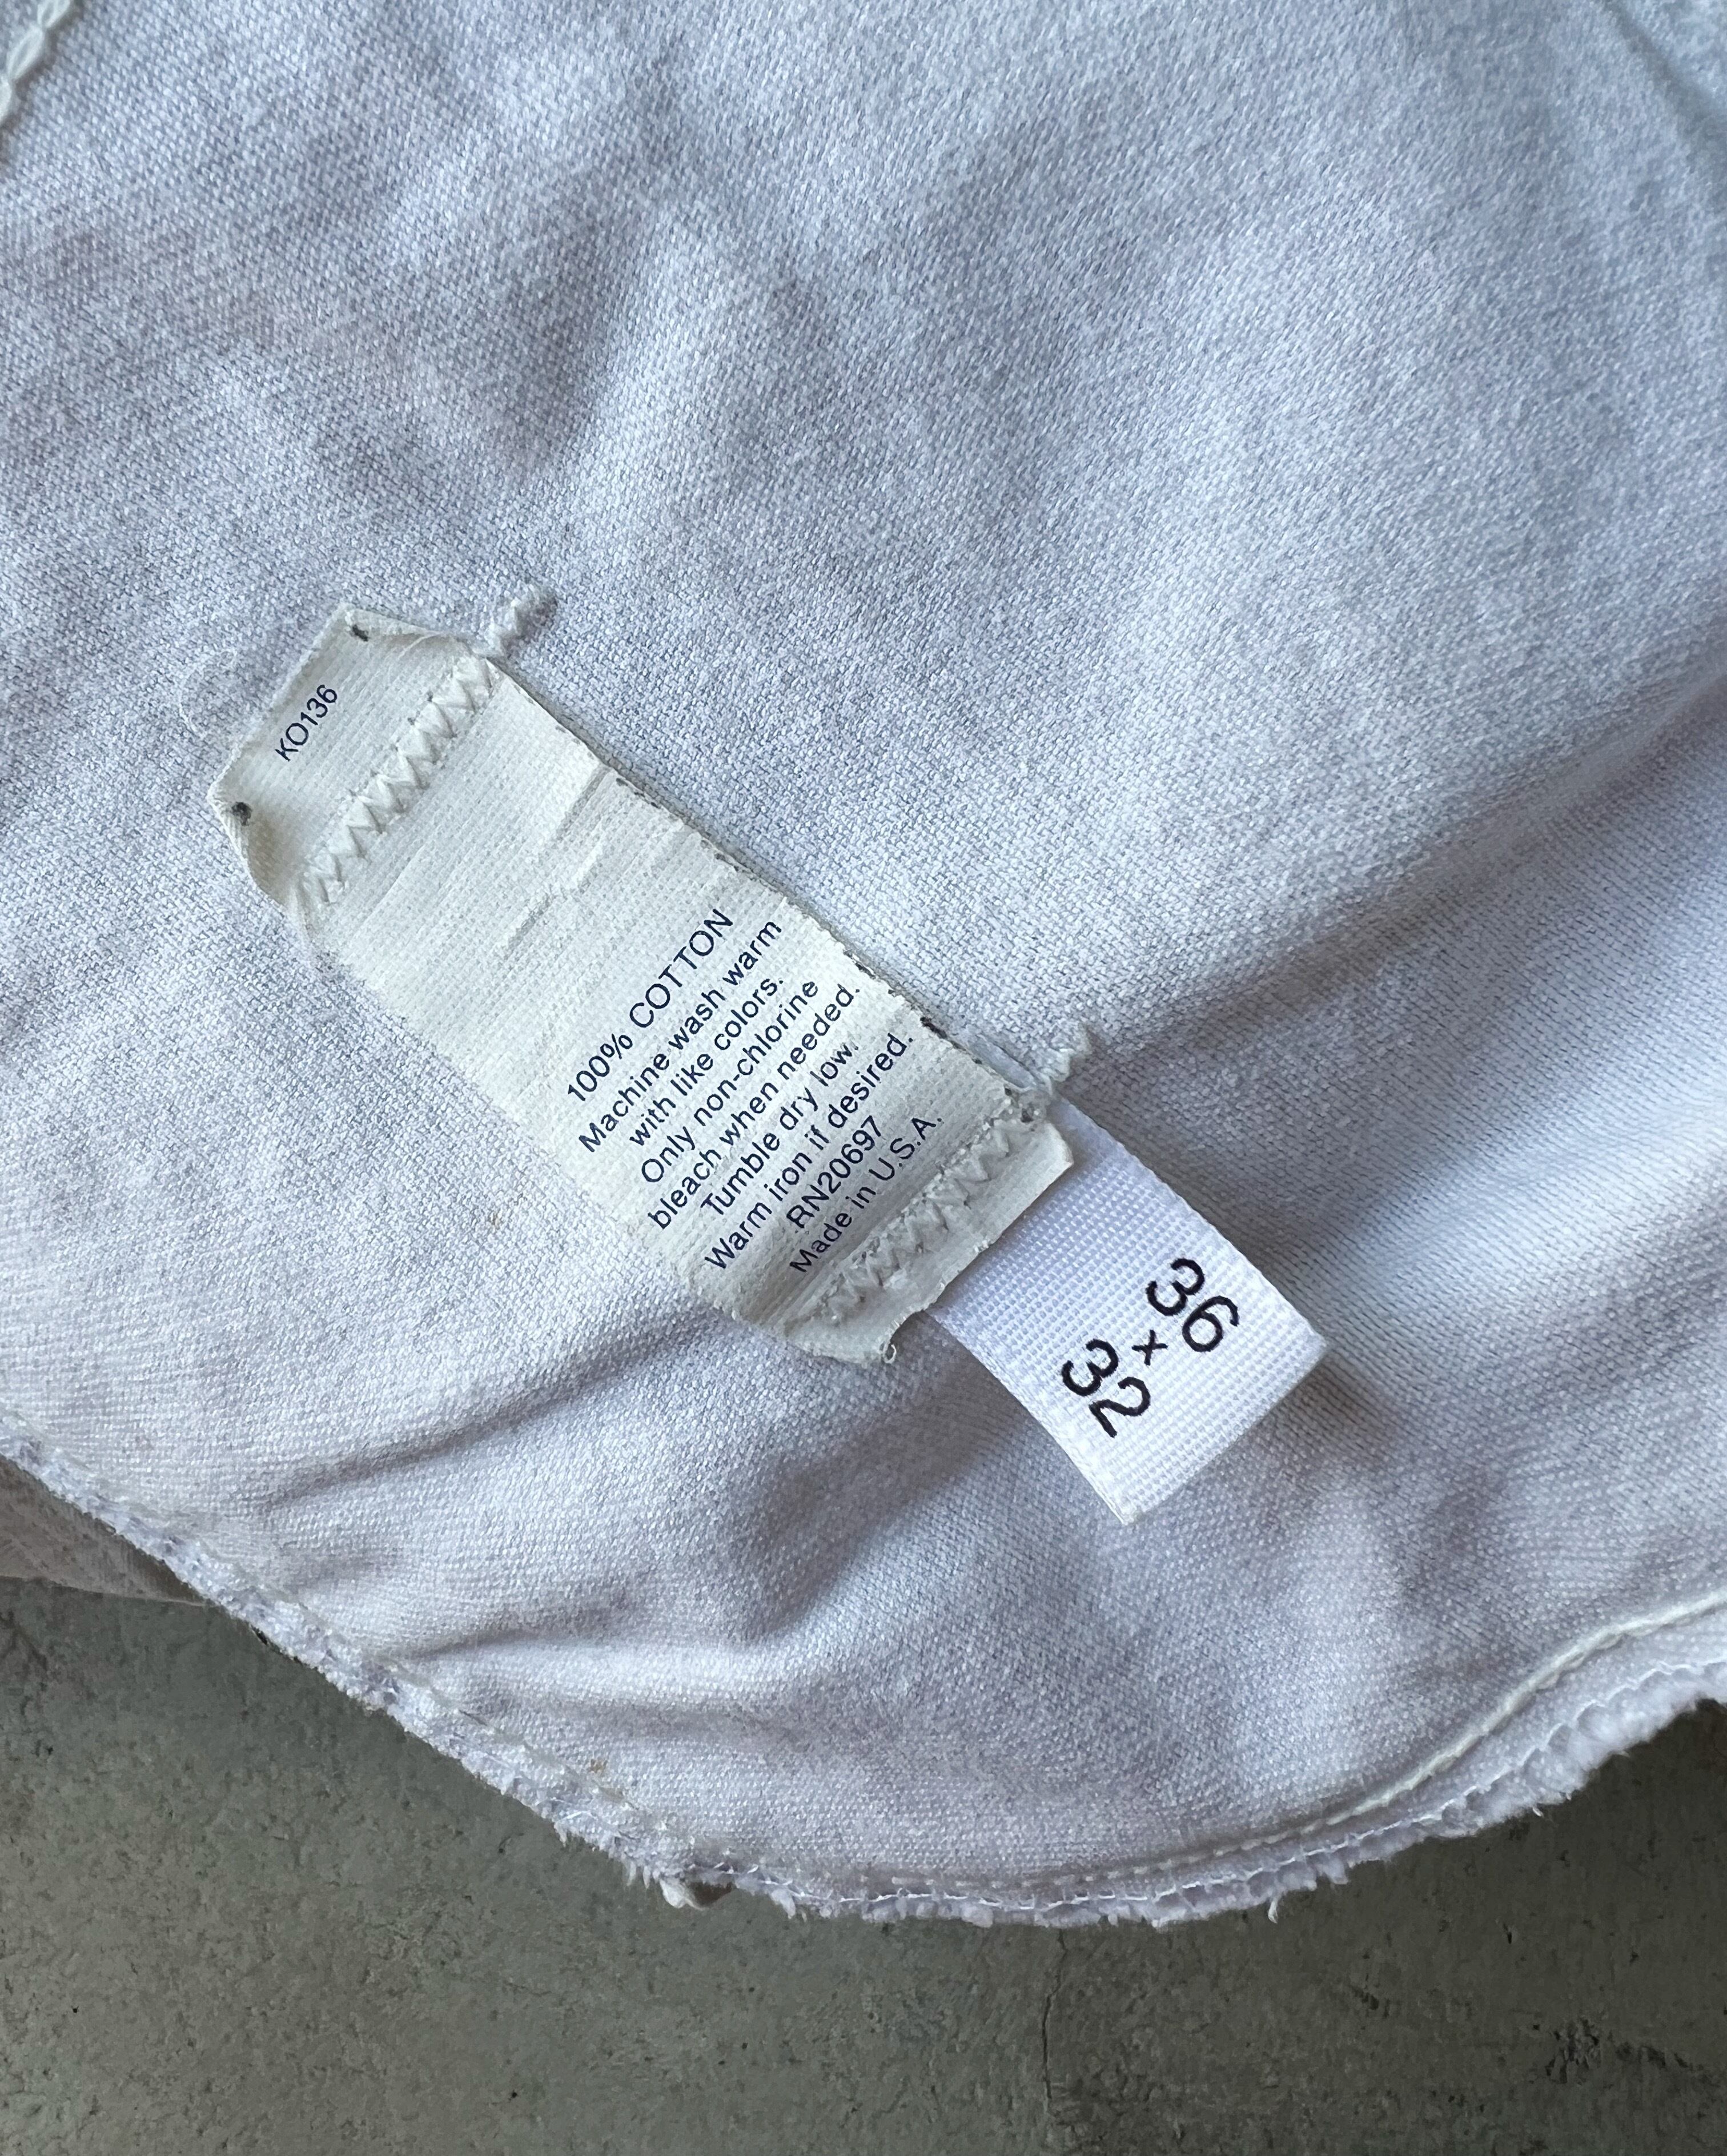 KO136
100% COTTON
Machine wash warm
with like colors.
Only non-chlorine
bleach when needed.
Tumble dry low.
Warm iron if desired.
RN20697
Made in U.S.A.
36
x
32